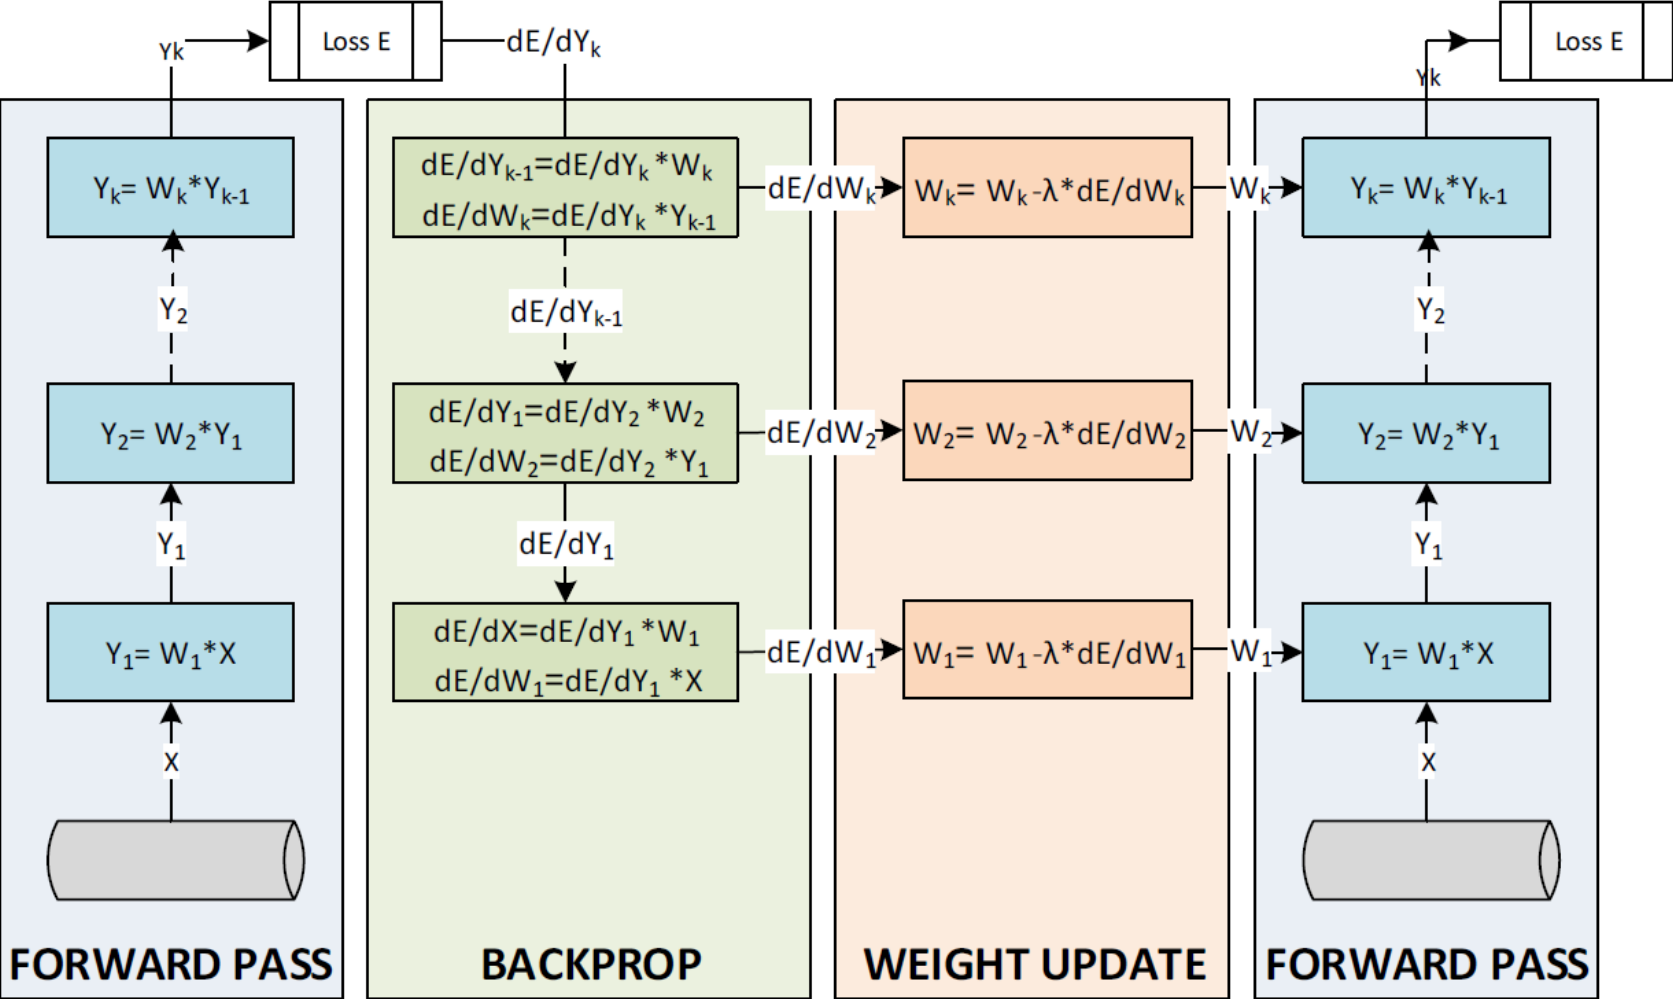 Yk
Loss E
dE/dYₖ
Yk
Loss E
Yₖ= Wₖ*Yₖ₋₁
dE/dYₖ₋₁=dE/dYₖ *Wₖ
dE/dWₖ=dE/dYₖ *Yₖ₋₁
dE/dWₖ
Wₖ= Wₖ-λ*dE/dWₖ
Wₖ
Yₖ= Wₖ*Yₖ₋₁
Y₂
dE/dYₖ₋₁
Y₂
Y₂= W₂*Y₁
dE/dY₁=dE/dY₂ *W₂
dE/dW₂=dE/dY₂ *Y₁
dE/dW₂
W₂= W₂-λ*dE/dW₂
W₂
Y₂= W₂*Y₁
Y₁
dE/dY₁
Y₁
Y₁= W₁*X
dE/dX=dE/dY₁ *W₁
dE/dW₁=dE/dY₁ *X
dE/dW₁
W₁= W₁-λ*dE/dW₁
W₁
Y₁= W₁*X
X
X
FORWARD PASS
BACKPROP
WEIGHT UPDATE
FORWARD PASS